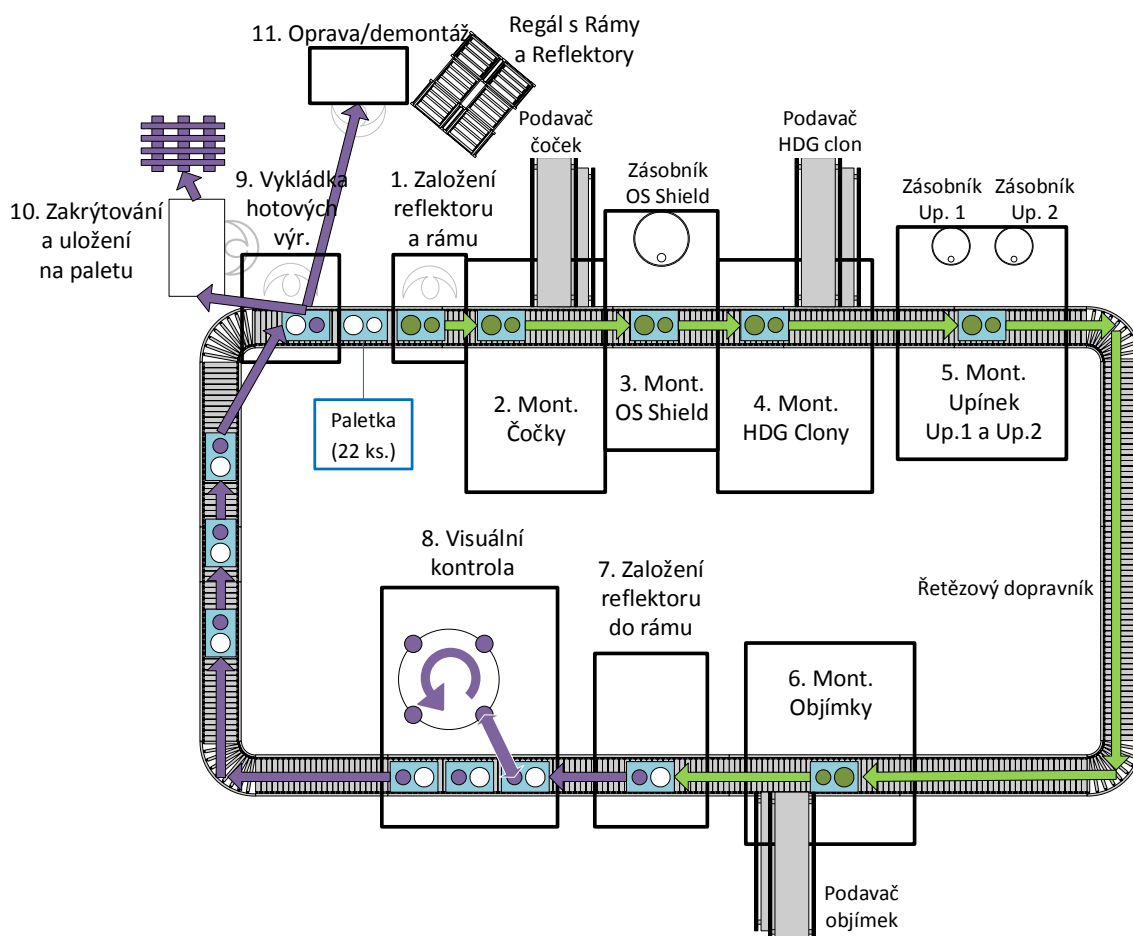 11. Oprava/demontáž
Regál s Rámy
a Reflektory
Podavač
čoček
Podavač
HDG clon
9. Vykládka
hotových
výr.
1. Založení
reflektoru
a rámu
Zásobník
OS Shield
Zásobník
Up. 1
Zásobník
Up. 2
10. Zakrýtování
a uložení
na paletu
Paletka
(22 ks.)
2. Mont.
Čočky
3. Mont.
OS Shield
4. Mont.
HDG Clony
5. Mont.
Upínek
Up.1 a Up.2
8. Visuální
kontrola
7. Založení
reflektoru
do rámu
Řetězový dopravník
6. Mont.
Objímky
Podavač
objímek